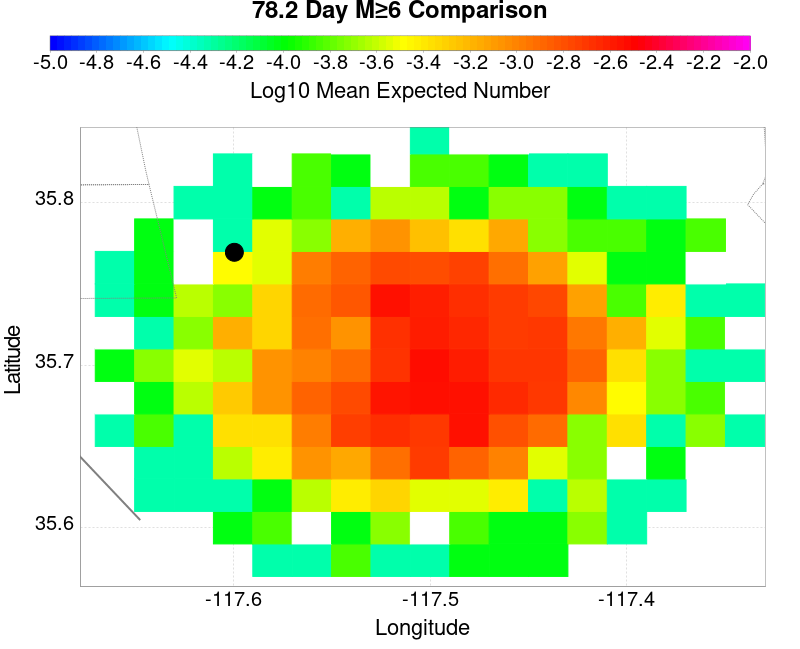 78.2 Day M≥6 Comparison
-5.0 -4.8 -4.6 -4.4 -4.2 -4.0 -3.8 -3.6 -3.4 -3.2 -3.0 -2.8 -2.6 -2.4 -2.2 -2.0
Log10 Mean Expected Number
35.8
35.7
35.6
Latitude
-117.6 -117.5 -117.4
Longitude